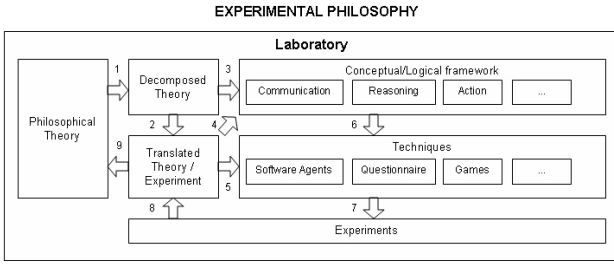 EXPERIMENTAL PHILOSOPHY
Laboratory
1
3
Decomposed
Theory
Conceptual/Logical framework
Communication
Reasoning
Action
...
Philosophical
Theory
2
4
6
9
Translated
Theory /
Experiment
5
Techniques
Software Agents
Questionnaire
Games
...
8
7
Experiments